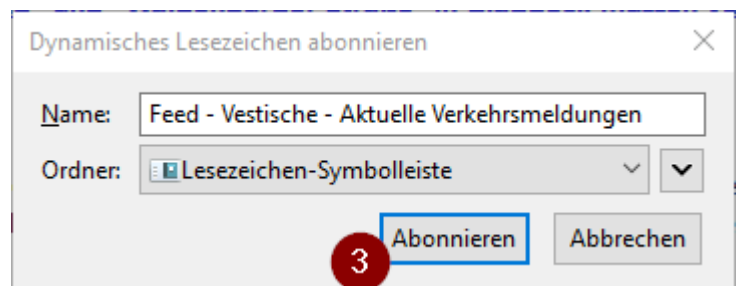 Dynamisches Lesezeichen abonnieren
Name: Feed - Vestische - Aktuelle Verkehrsmeldungen
Ordner: Lesezeichen-Symbolleiste
3 Abonnieren Abbrechen